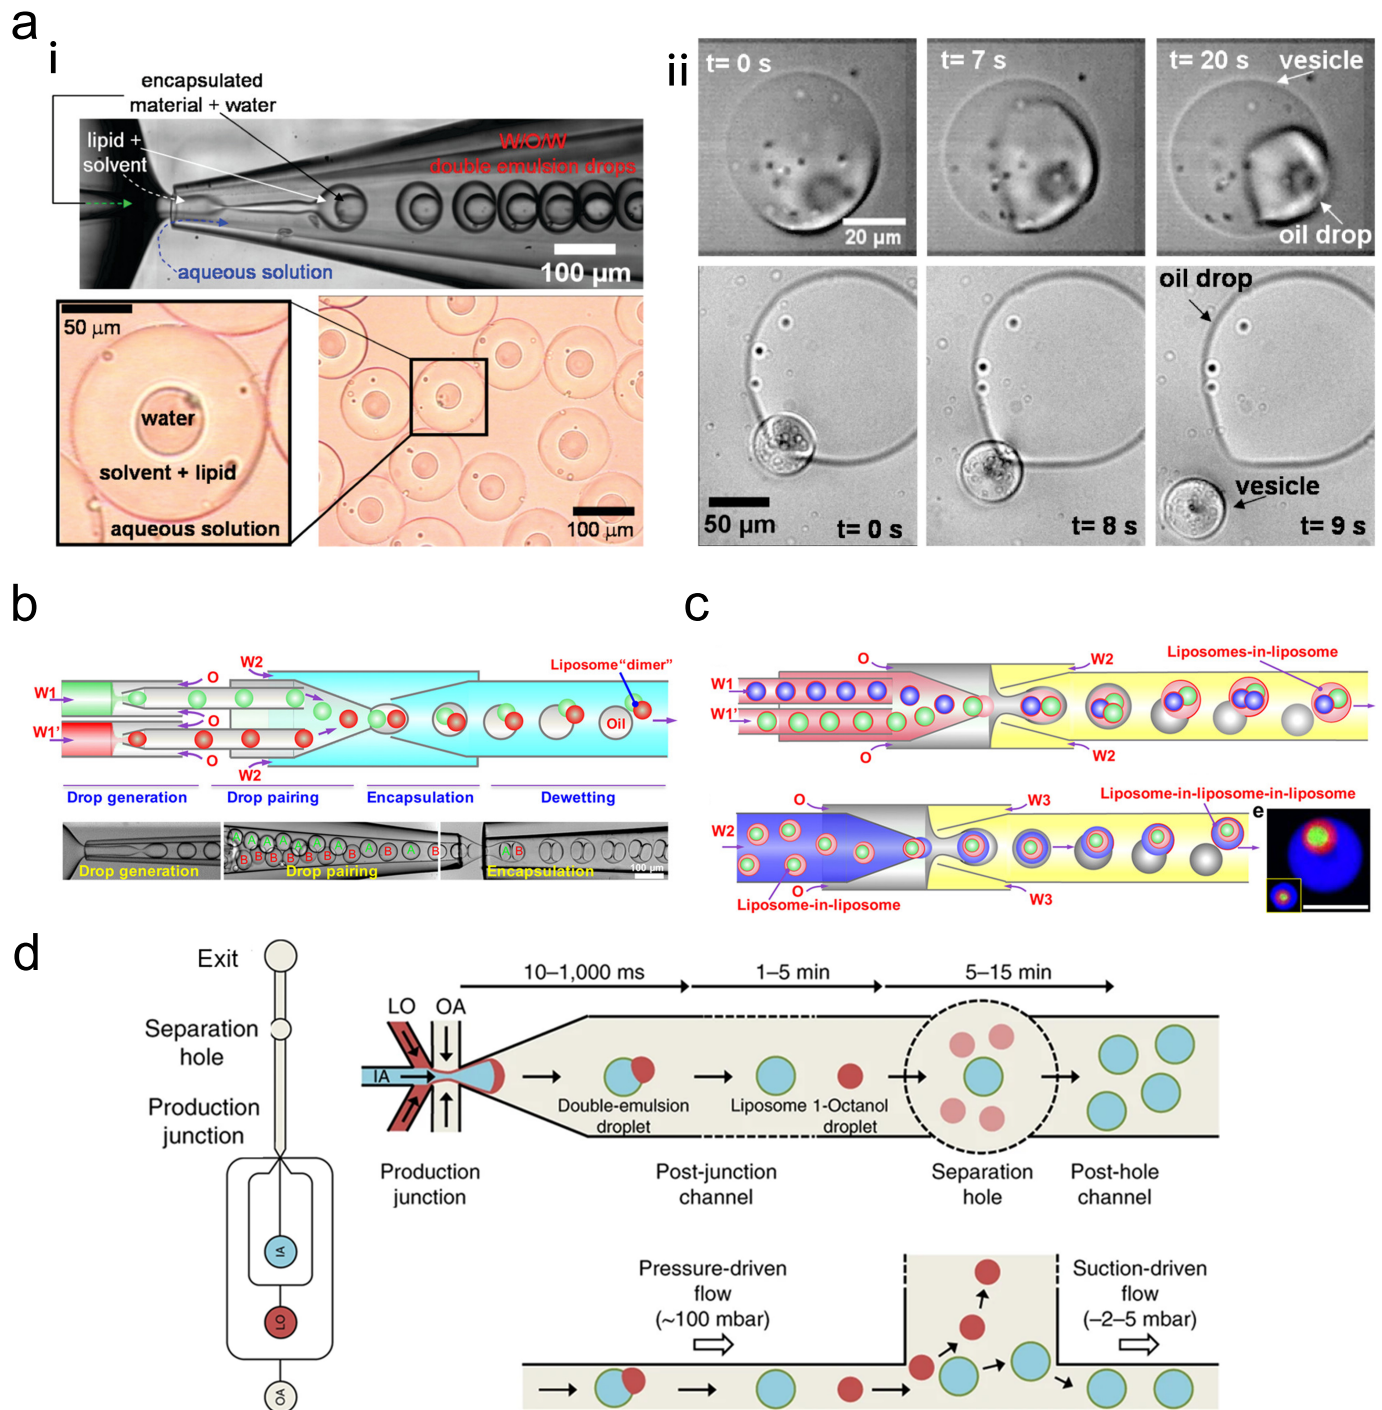 a
i
encapsulated
material + water
lipid +
solvent
W/O/W
double emulsion drops
aqueous solution
100 µm
50 µm
water
solvent + lipid
aqueous solution
100 µm
ii
t= 0 s
20 µm
t= 7 s
t= 20 s
vesicle
oil drop
50 µm
t= 0 s
t= 8 s
oil drop
vesicle
t= 9 s
b
W1
W1'
O
O
O
W2
W2
Liposome"dimer"
Oil
Drop generation
Drop pairing
Encapsulation
Dewetting
A A A A A A A A
B B B B B B B B
A B
Drop generation
Drop pairing
Encapsulation
100 µm
c
O
W1
W1'
O
W2
W2
Liposomes-in-liposome
O
W2
O
Liposome-in-liposome
W3
W3
Liposome-in-liposome-in-liposome
e
d
Exit
Separation
hole
Production
junction
IA
LO
OA
10–1,000 ms
1–5 min
5–15 min
LO
OA
IA
Double-emulsion
droplet
Liposome
1-Octanol
droplet
Production
junction
Post-junction
channel
Separation
hole
Post-hole
channel
Pressure-driven
flow
(~100 mbar)
Suction-driven
flow
(–2–5 mbar)